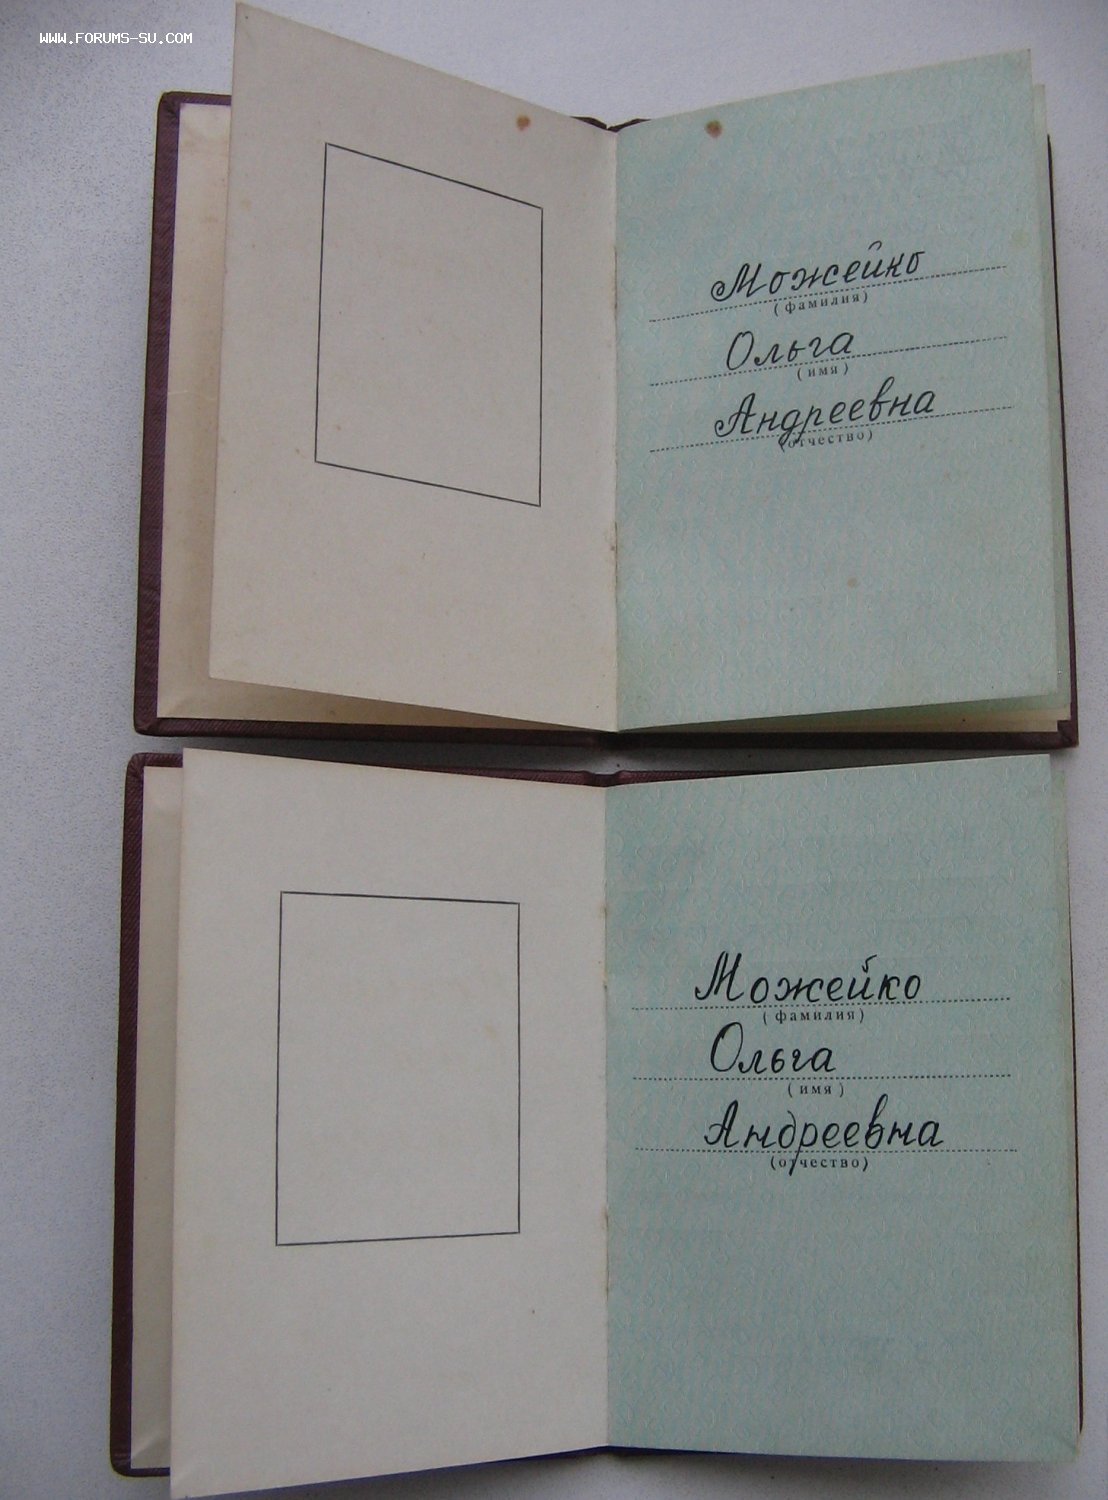 www.FORUMS-SU.COM
Можейко
(фамилия)
Ольга
(имя)
Андреевна
(отчество)
Можейко
(фамилия)
Ольга
(имя)
Андреевна
(отчество)